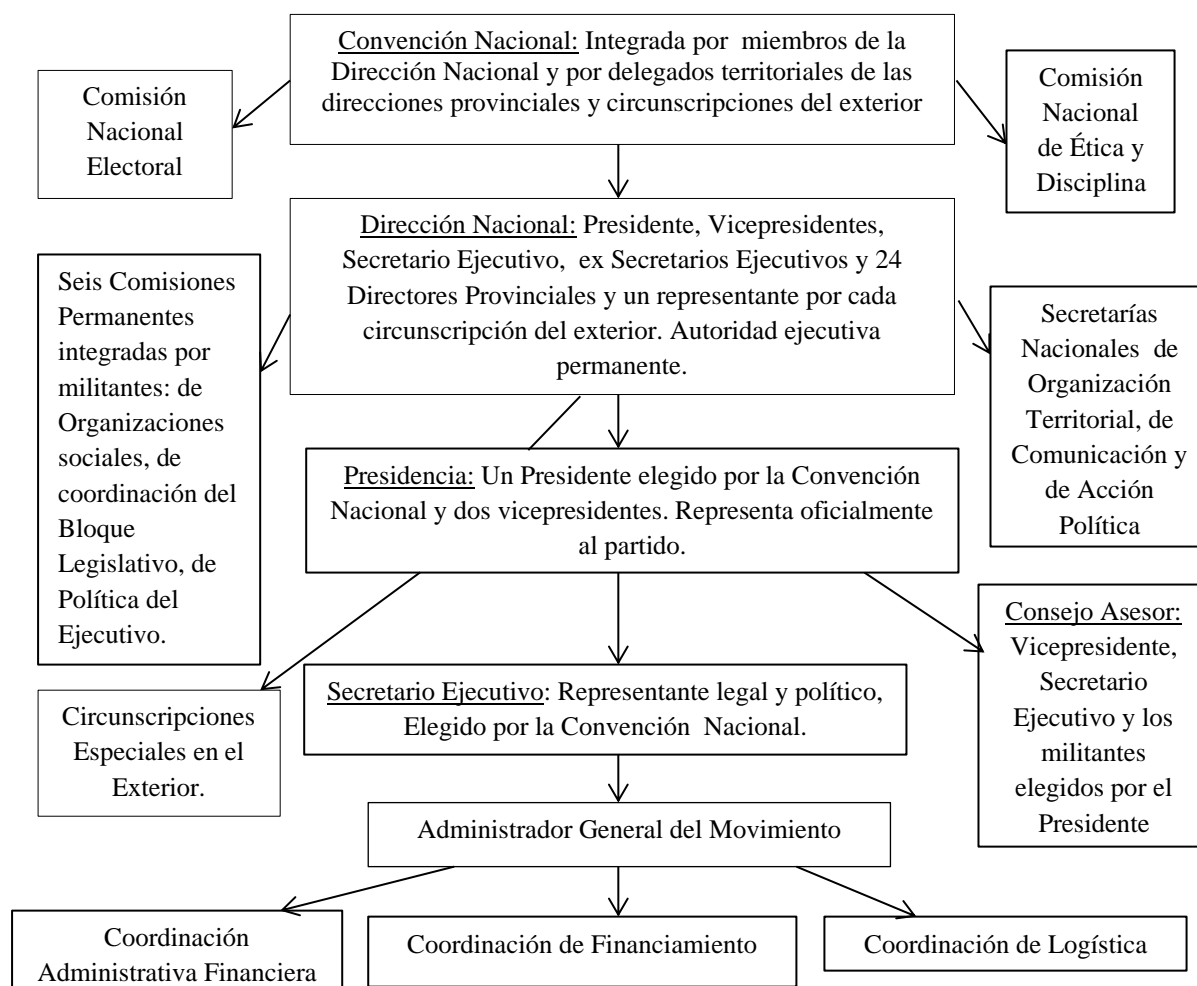 Convención Nacional: Integrada por miembros de la
Dirección Nacional y por delegados territoriales de las
direcciones provinciales y circunscripciones del exterior
Comisión
Nacional
Electoral
Comisión
Nacional
de Ética y
Disciplina
Dirección Nacional: Presidente, Vicepresidentes,
Secretario Ejecutivo, ex Secretarios Ejecutivos y 24
Directores Provinciales y un representante por cada
circunscripción del exterior. Autoridad ejecutiva
permanente.
Seis Comisiones
Permanentes
integradas por
militantes: de
Organizaciones
sociales, de
coordinación del
Bloque
Legislativo, de
Política del
Ejecutivo.
Secretarías
Nacionales de
Organización
Territorial, de
Comunicación y
de Acción
Política
Presidencia: Un Presidente elegido por la Convención
Nacional y dos vicepresidentes. Representa oficialmente
al partido.
Consejo Asesor:
Vicepresidente,
Secretario
Ejecutivo y los
militantes
elegidos por el
Presidente
Circunscripciones
Especiales en el
Exterior.
Secretario Ejecutivo: Representante legal y político,
Elegido por la Convención Nacional.
Administrador General del Movimiento
Coordinación
Administrativa Financiera
Coordinación de Financiamiento
Coordinación de Logística